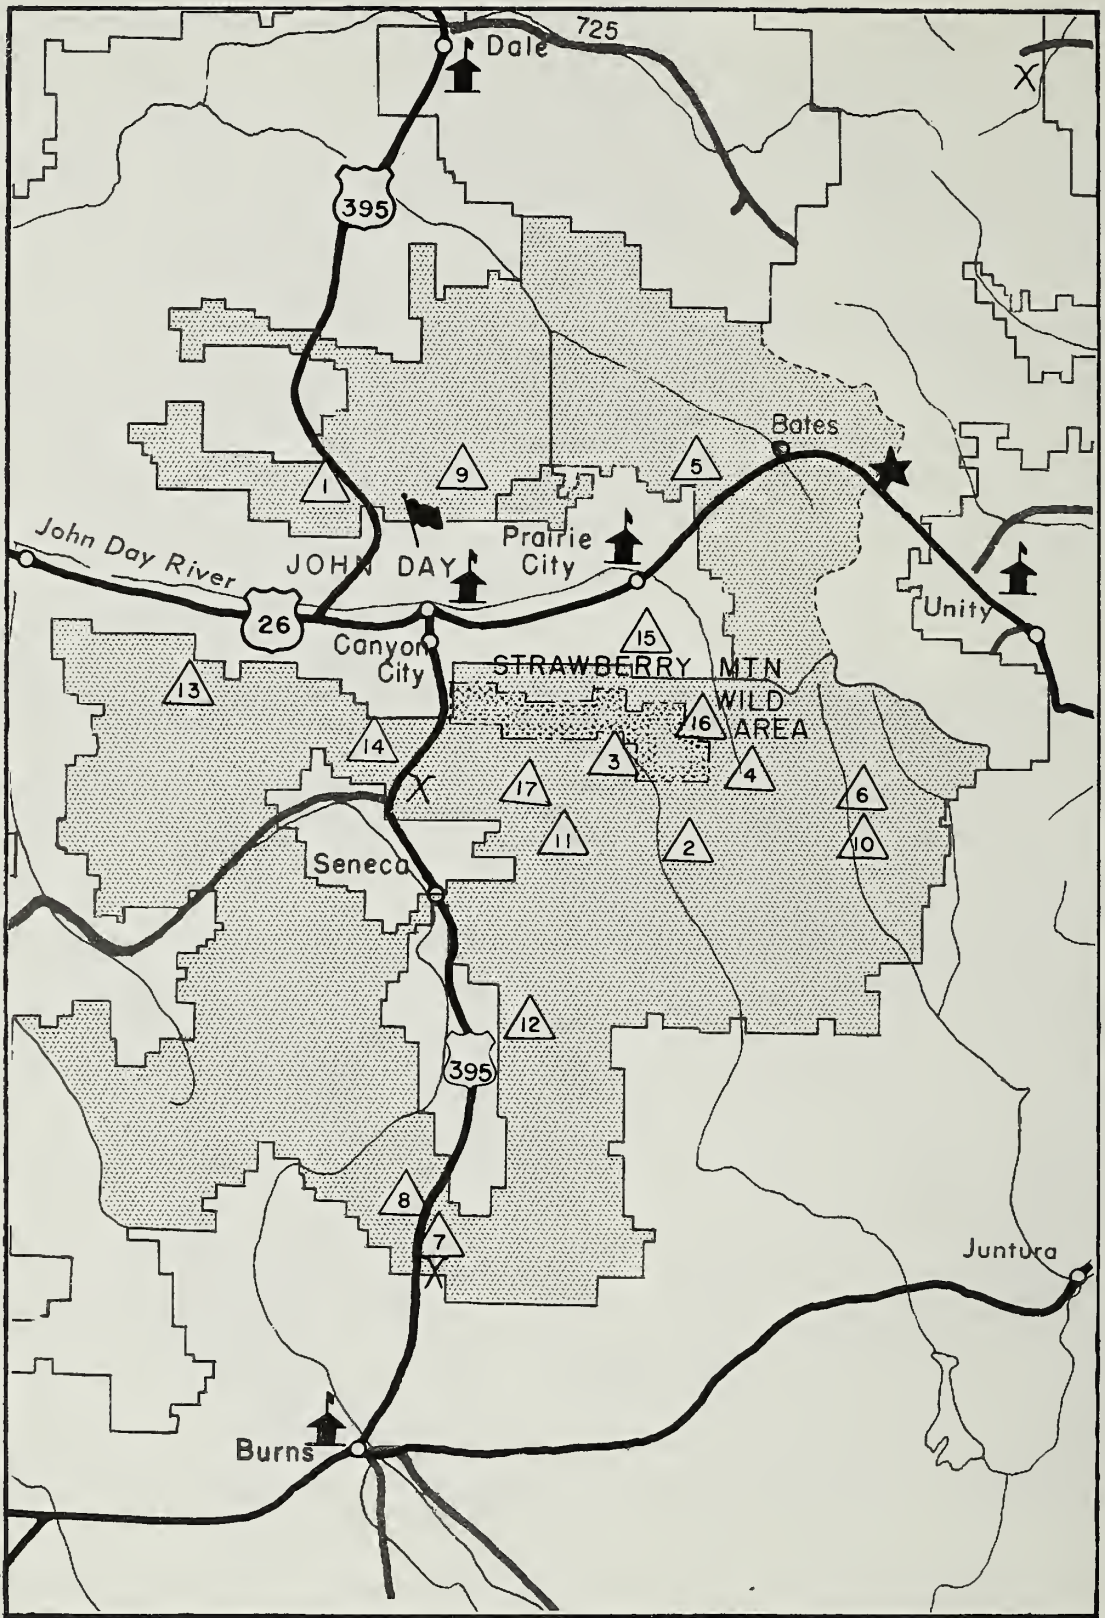 725
Dale
X
395
Bates
9
5
1
Prairie
City
John Day River
JOHN DAY
26
Unity
Canyon
City
15
STRAWBERRY MTN
WILD
AREA
13
16
14
3
4
17
X
6
11
2
10
Seneca
12
395
8
7
X
Juntura
Burns